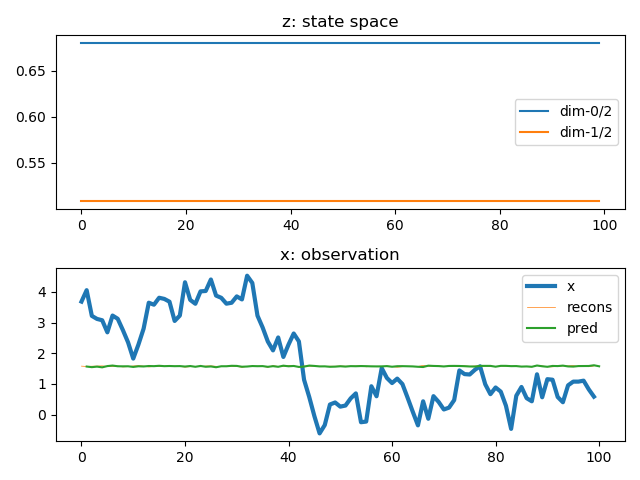 z: state space
0.65
0.60
0.55
dim-0/2
dim-1/2
0 20 40 60 80 100
x: observation
4
3
2
1
0
x
recons
pred
0 20 40 60 80 100